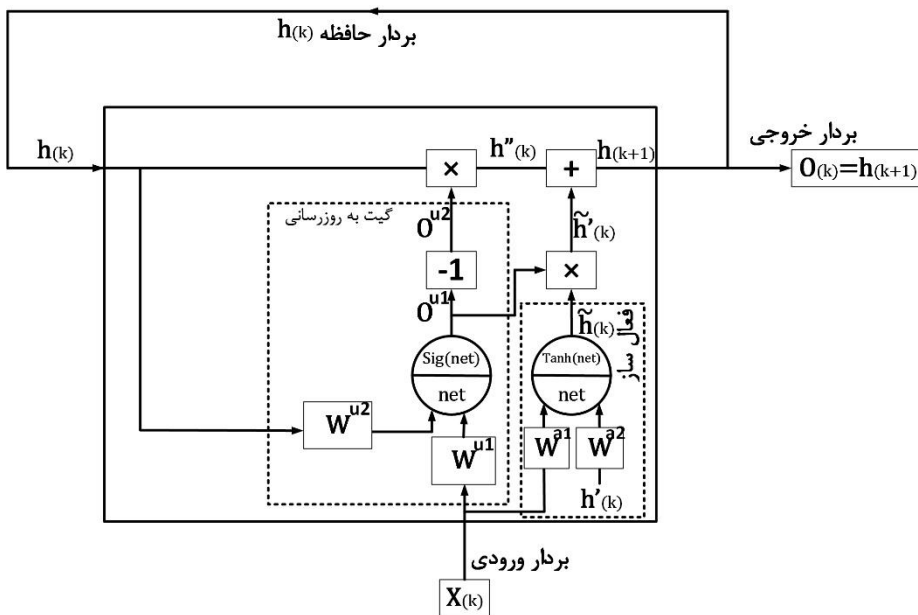 بردار حافظه h(k)
h(k)
×
h''(k)
+
h(k+1)
بردار خروجی
O(k)=h(k+1)
گیت به روزرسانی
O^u2
h̃'(k)
-1
×
O^u1
h̃(k)
فعال ساز
Sig(net)
net
Tanh(net)
net
W^u2
W^u1
W^a1
W^a2
h'(k)
بردار ورودی
X(k)